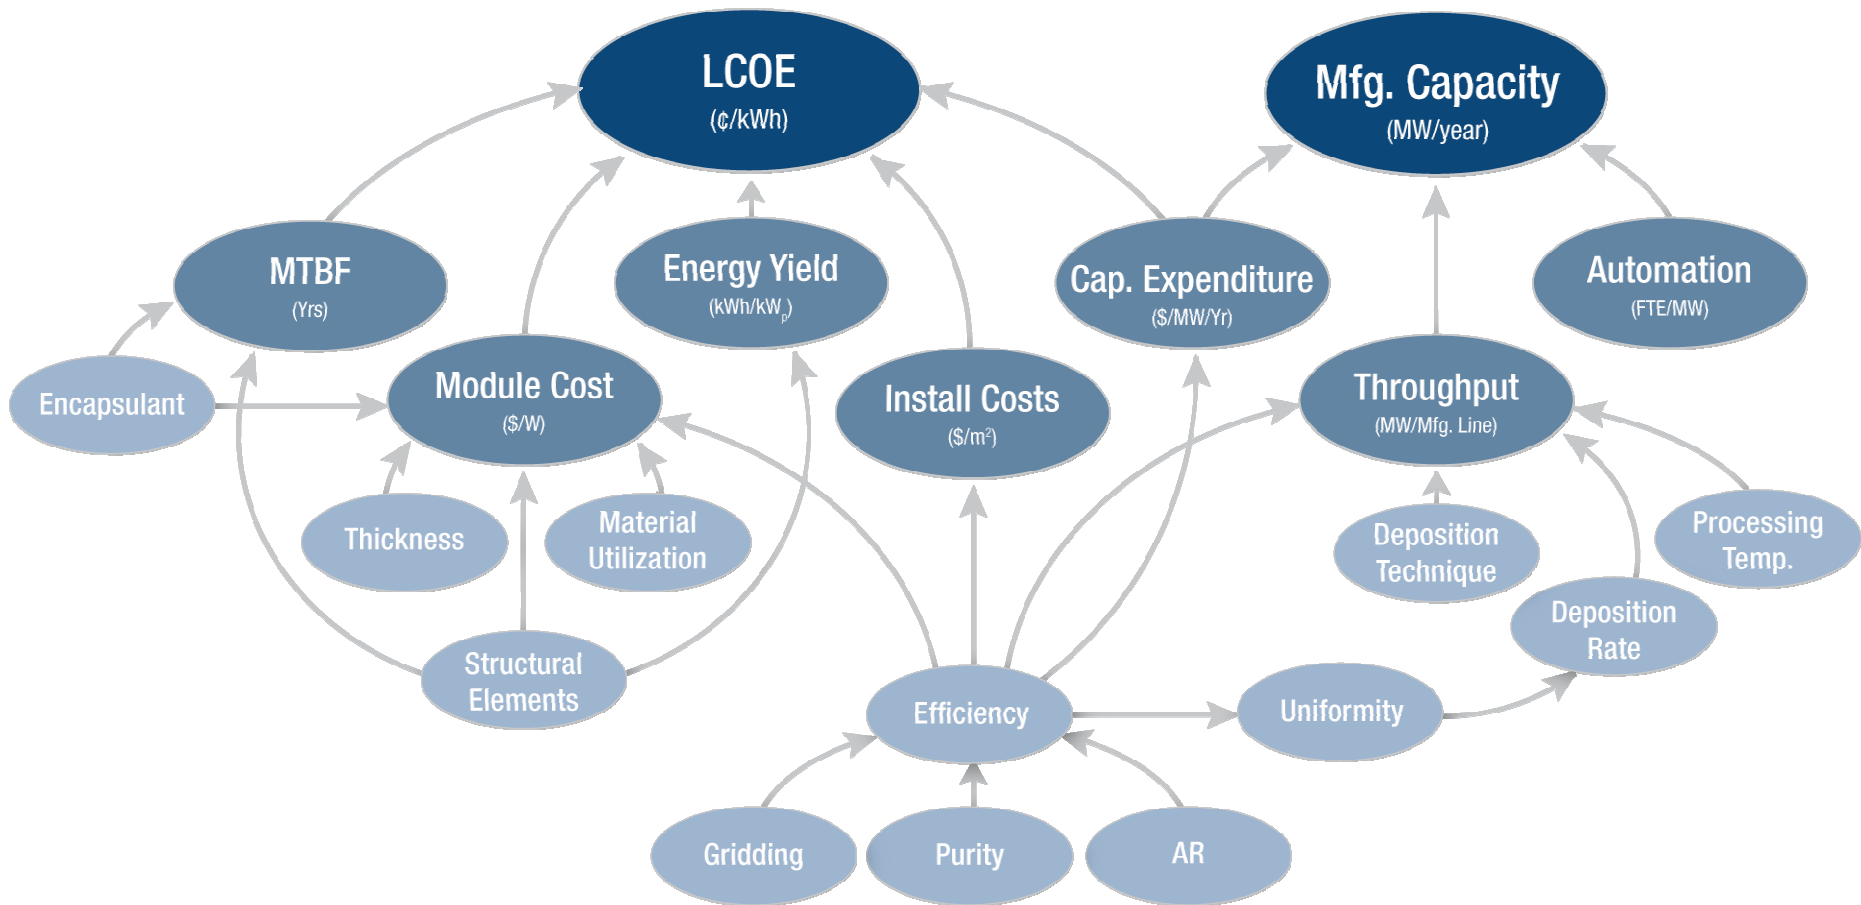 LCOE
(¢/kWh)
Mfg. Capacity
(MW/year)
MTBF
(Yrs)
Energy Yield
(kWh/kWp)
Cap. Expenditure
($/MW/Yr)
Automation
(FTE/MW)
Encapsulant
Module Cost
($/W)
Install Costs
($/m²)
Throughput
(MW/Mfg. Line)
Thickness
Material
Utilization
Deposition
Technique
Processing
Temp.
Structural
Elements
Efficiency
Uniformity
Deposition
Rate
Gridding
Purity
AR